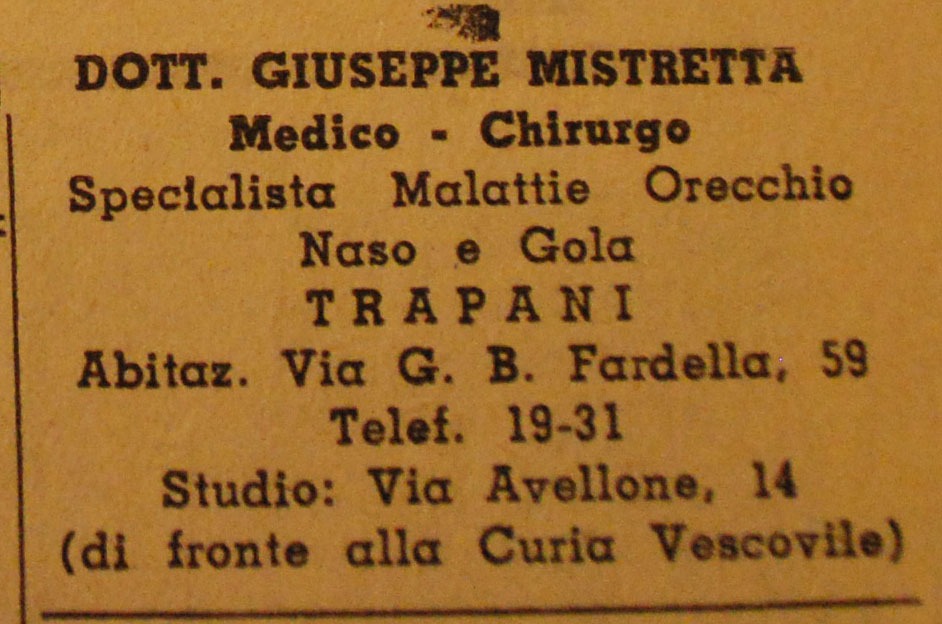 DOTT. GIUSEPPE MISTRETTA
Medico - Chirurgo
Specialista Malattie Orecchio
Naso e Gola
TRAPANI
Abitaz. Via G. B. Fardella, 59
Telef. 19-31
Studio: Via Avellone, 14
(di fronte alla Curia Vescovile)